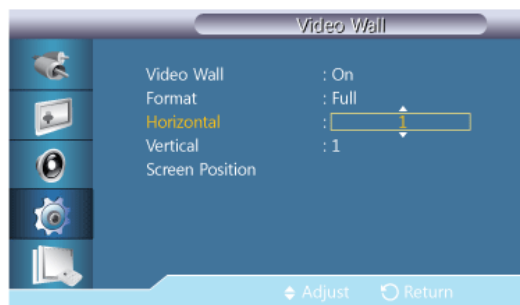 Video Wall
Video Wall : On
Format : Full
Horizontal : 1
Vertical : 1
Screen Position
Adjust Return